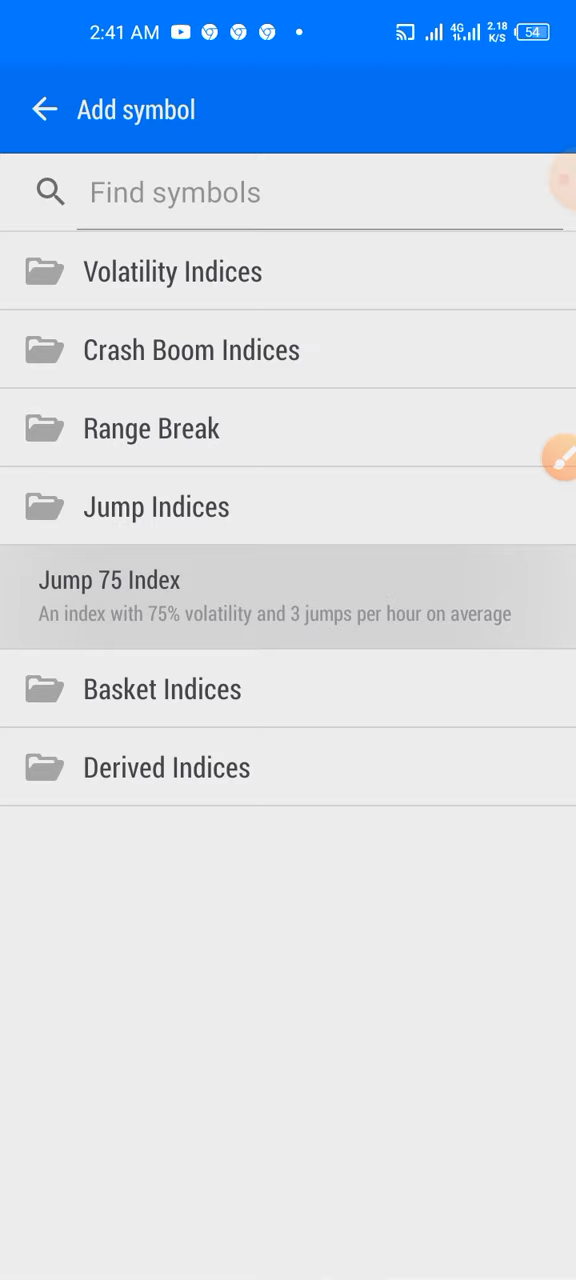 2:41 AM 4G 2.18 K/S 54
Add symbol
Find symbols
Volatility Indices
Crash Boom Indices
Range Break
Jump Indices
Jump 75 Index
An index with 75% volatility and 3 jumps per hour on average
Basket Indices
Derived Indices